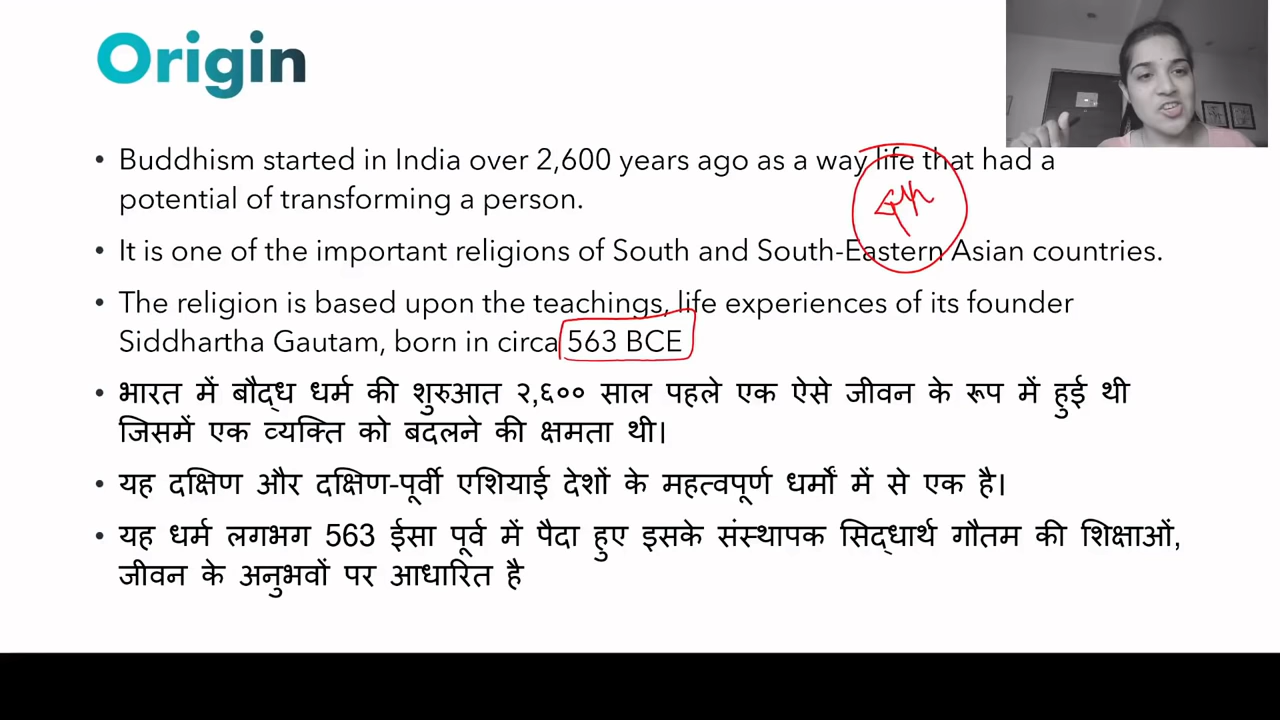 Origin
• Buddhism started in India over 2,600 years ago as a way life that had a
potential of transforming a person.
• It is one of the important religions of South and South-Eastern Asian countries.
• The religion is based upon the teachings, life experiences of its founder
Siddhartha Gautam, born in circa 563 BCE
• भारत में बौद्ध धर्म की शुरुआत २,६०० साल पहले एक ऐसे जीवन के रूप में हुई थी
जिसमें एक व्यक्ति को बदलने की क्षमता थी।
• यह दक्षिण और दक्षिण-पूर्वी एशियाई देशों के महत्वपूर्ण धर्मों में से एक है।
• यह धर्म लगभग 563 ईसा पूर्व में पैदा हुए इसके संस्थापक सिद्धार्थ गौतम की शिक्षाओं,
जीवन के अनुभवों पर आधारित है